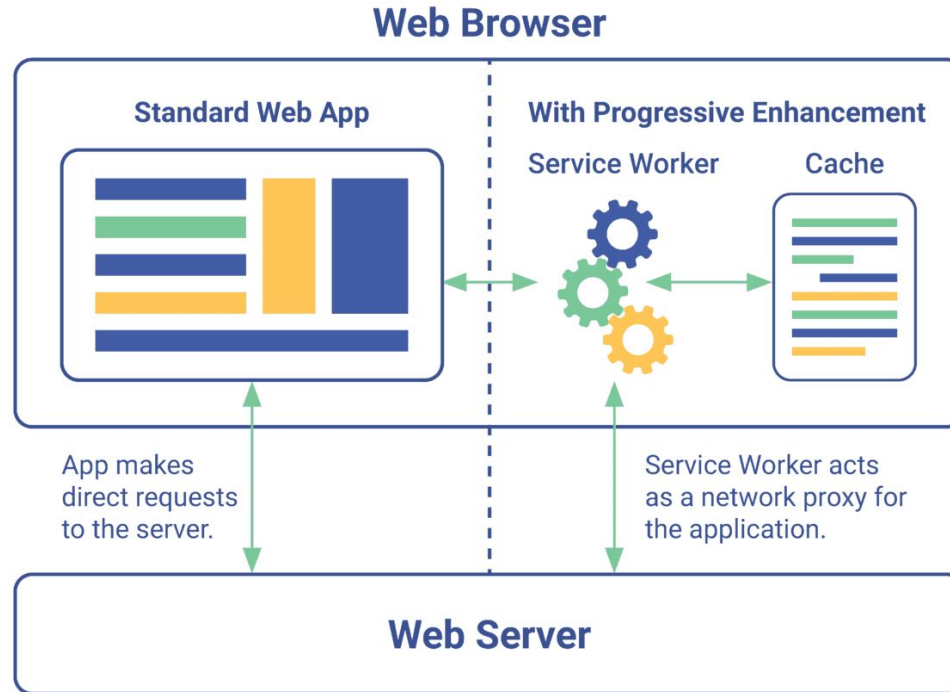 Web Browser
Standard Web App
With Progressive Enhancement
Service Worker
Cache
App makes
direct requests
to the server.
Service Worker acts
as a network proxy for
the application.
Web Server